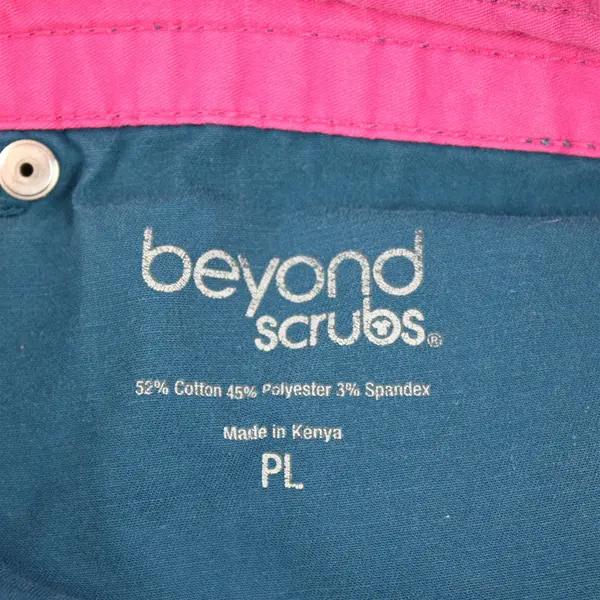 beyond
scrubs®
52% Cotton 45% Polyester 3% Spandex
Made in Kenya
PL